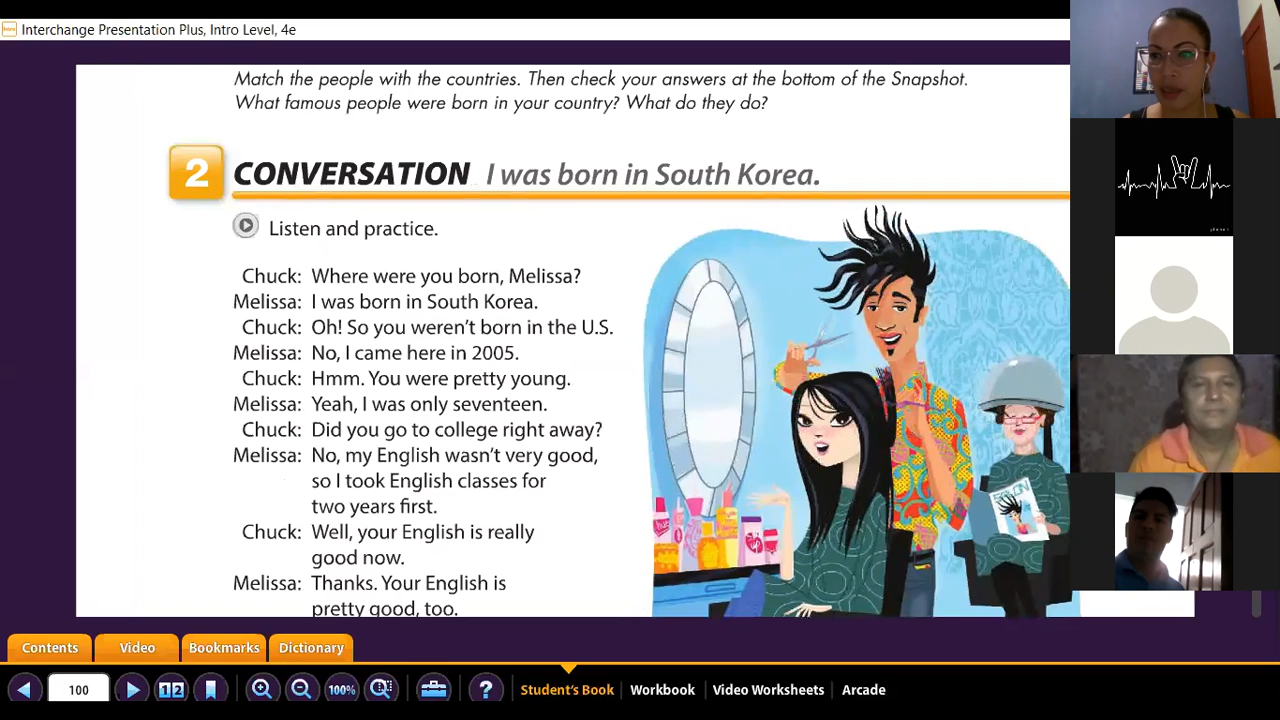 Interchange Presentation Plus, Intro Level, 4e
Match the people with the countries. Then check your answers at the bottom of the Snapshot.
What famous people were born in your country? What do they do?
2 CONVERSATION I was born in South Korea.
Listen and practice.
Chuck: Where were you born, Melissa?
Melissa: I was born in South Korea.
Chuck: Oh! So you weren't born in the U.S.
Melissa: No, I came here in 2005.
Chuck: Hmm. You were pretty young.
Melissa: Yeah, I was only seventeen.
Chuck: Did you go to college right away?
Melissa: No, my English wasn't very good,
so I took English classes for
two years first.
Chuck: Well, your English is really
good now.
Melissa: Thanks. Your English is
pretty good, too.
Contents Video Bookmarks Dictionary
100 1 2 100% ? Student's Book Workbook Video Worksheets Arcade